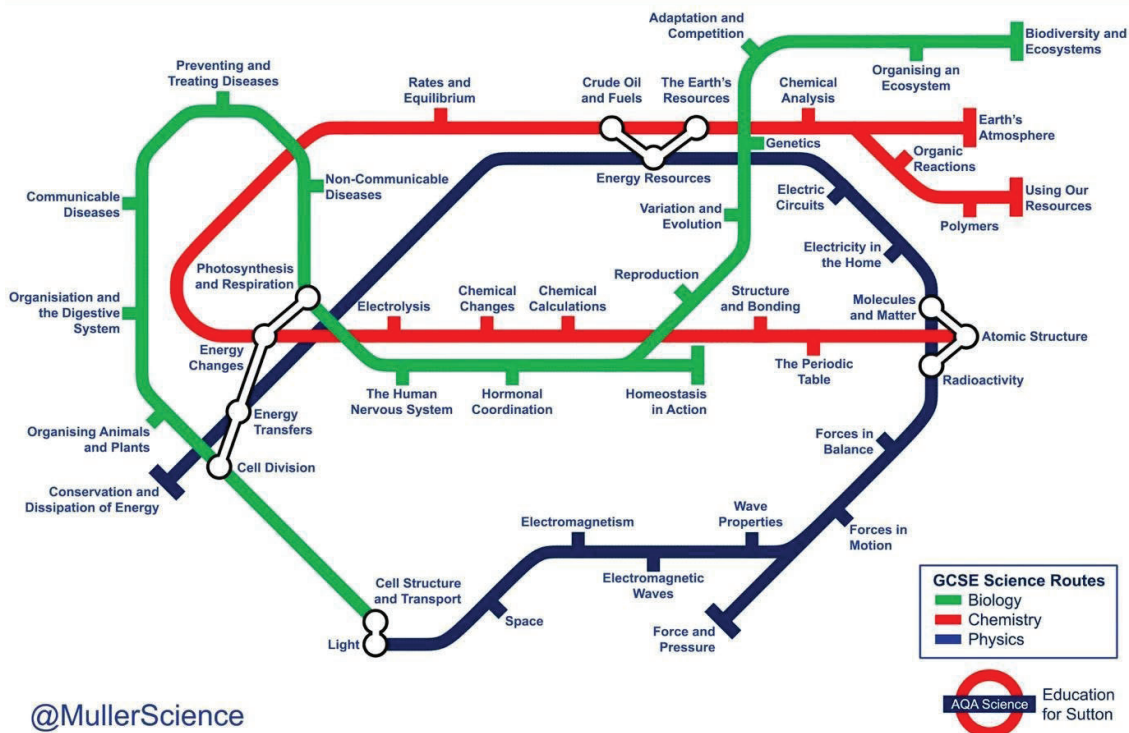 Adaptation and
Competition
Biodiversity and
Ecosystems
Organising an
Ecosystem
Preventing and
Treating Diseases
Rates and
Equilibrium
Crude Oil
and Fuels
The Earth's
Resources
Chemical
Analysis
Earth's
Atmosphere
Genetics
Organic
Reactions
Energy Resources
Non-Communicable
Diseases
Communicable
Diseases
Electric
Circuits
Using Our
Resources
Polymers
Variation and
Evolution
Electricity in
the Home
Photosynthesis
and Respiration
Reproduction
Organisiation and
the Digestive
System
Electrolysis
Chemical
Changes
Chemical
Calculations
Structure
and Bonding
Molecules
and Matter
Atomic Structure
Energy
Changes
The Periodic
Table
Radioactivity
The Human
Nervous System
Hormonal
Coordination
Homeostasis
in Action
Energy
Transfers
Organising Animals
and Plants
Forces in
Balance
Cell Division
Conservation and
Dissipation of Energy
Electromagnetism
Wave
Properties
Forces in
Motion
Electromagnetic
Waves
Cell Structure
and Transport
Space
Light
Force and
Pressure
GCSE Science Routes
Biology
Chemistry
Physics
@MullerScience
AQA Science
Education
for Sutton